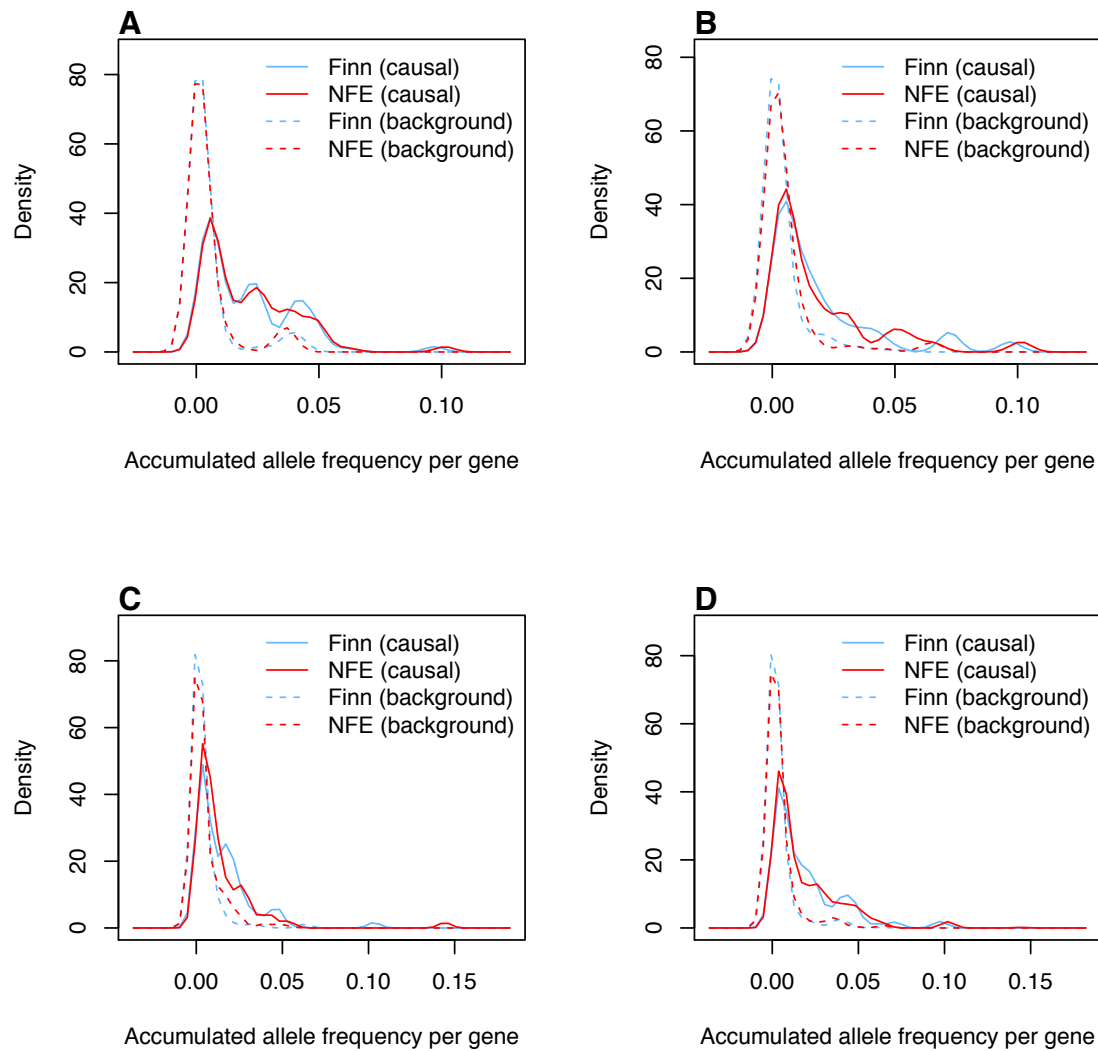 A
Density
80
60
40
20
0
Finn (causal)
NFE (causal)
Finn (background)
NFE (background)
0.00 0.05 0.10
Accumulated allele frequency per gene
B
Density
80
60
40
20
0
Finn (causal)
NFE (causal)
Finn (background)
NFE (background)
0.00 0.05 0.10
Accumulated allele frequency per gene
C
Density
80
60
40
20
0
Finn (causal)
NFE (causal)
Finn (background)
NFE (background)
0.00 0.05 0.10 0.15
Accumulated allele frequency per gene
D
Density
80
60
40
20
0
Finn (causal)
NFE (causal)
Finn (background)
NFE (background)
0.00 0.05 0.10 0.15
Accumulated allele frequency per gene